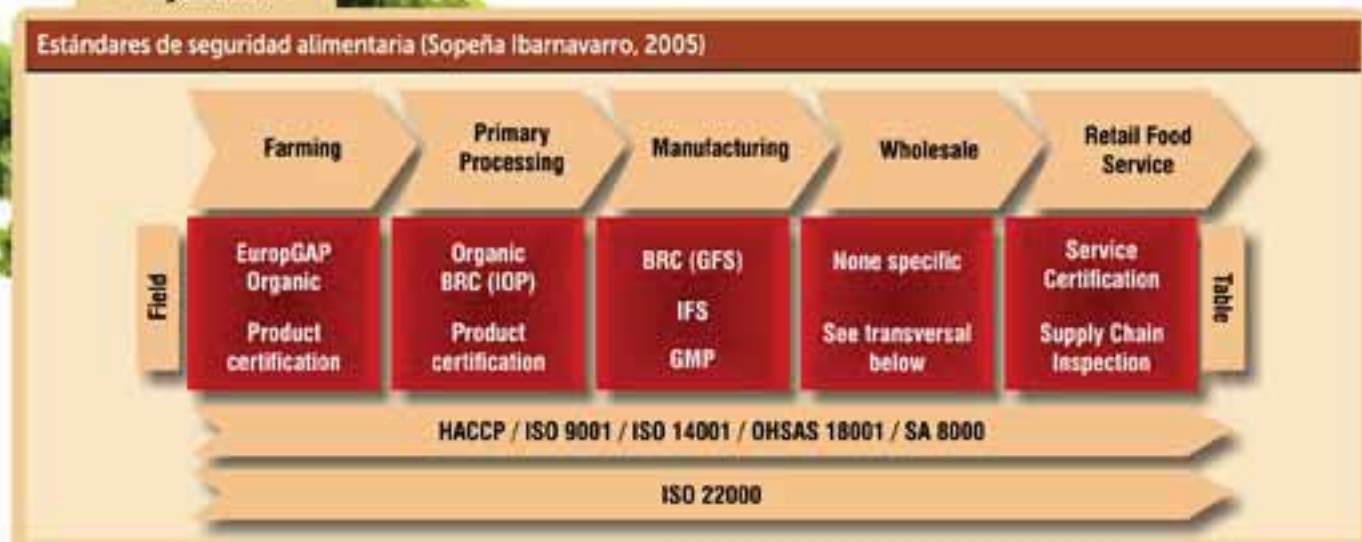 Estándares de seguridad alimentaria (Sopeña Ibarnavarro, 2005)
Farming
Primary
Processing
Manufacturing
Wholesale
Retail Food
Service
Field
EuropGAP
Organic
Product
certification
Organic
BRC (IOP)
Product
certification
BRC (GFS)
IFS
GMP
None specific
See transversal
below
Service
Certification
Supply Chain
Inspection
Table
HACCP / ISO 9001 / ISO 14001 / OHSAS 18001 / SA 8000
ISO 22000